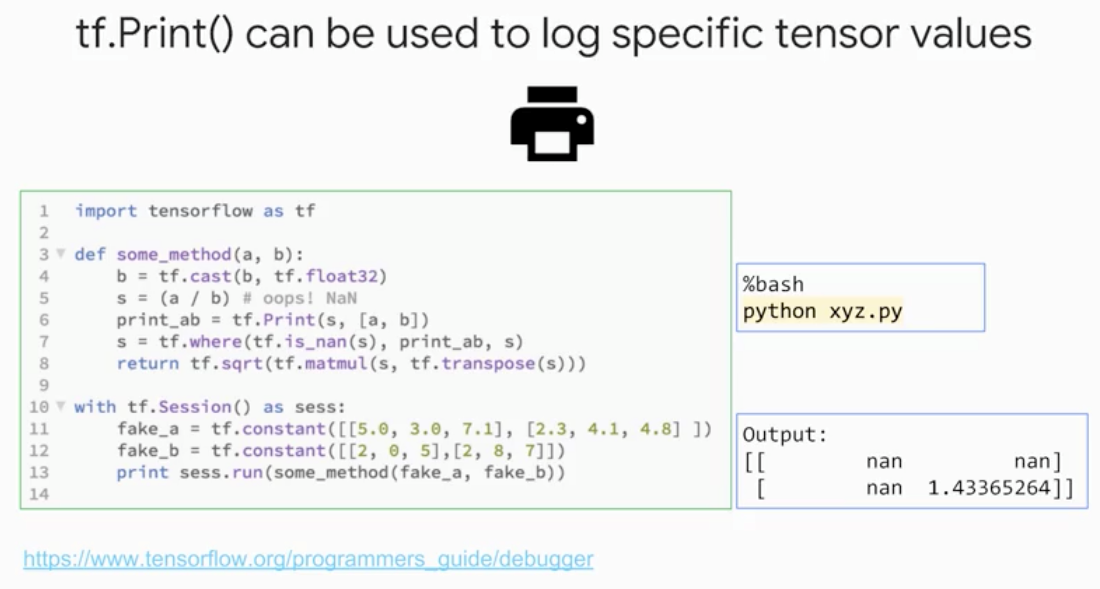 tf.Print() can be used to log specific tensor values
1 import tensorflow as tf
2
3 def some_method(a, b):
4     b = tf.cast(b, tf.float32)
5     s = (a / b) # oops! NaN
6     print_ab = tf.Print(s, [a, b])
7     s = tf.where(tf.is_nan(s), print_ab, s)
8     return tf.sqrt(tf.matmul(s, tf.transpose(s)))
9
10 with tf.Session() as sess:
11     fake_a = tf.constant([[5.0, 3.0, 7.1], [2.3, 4.1, 4.8] ])
12     fake_b = tf.constant([[2, 0, 5],[2, 8, 7]])
13     print sess.run(some_method(fake_a, fake_b))
14
%bash
python xyz.py
Output:
[[ nan nan]
[ nan 1.43365264]]
https://www.tensorflow.org/programmers_guide/debugger